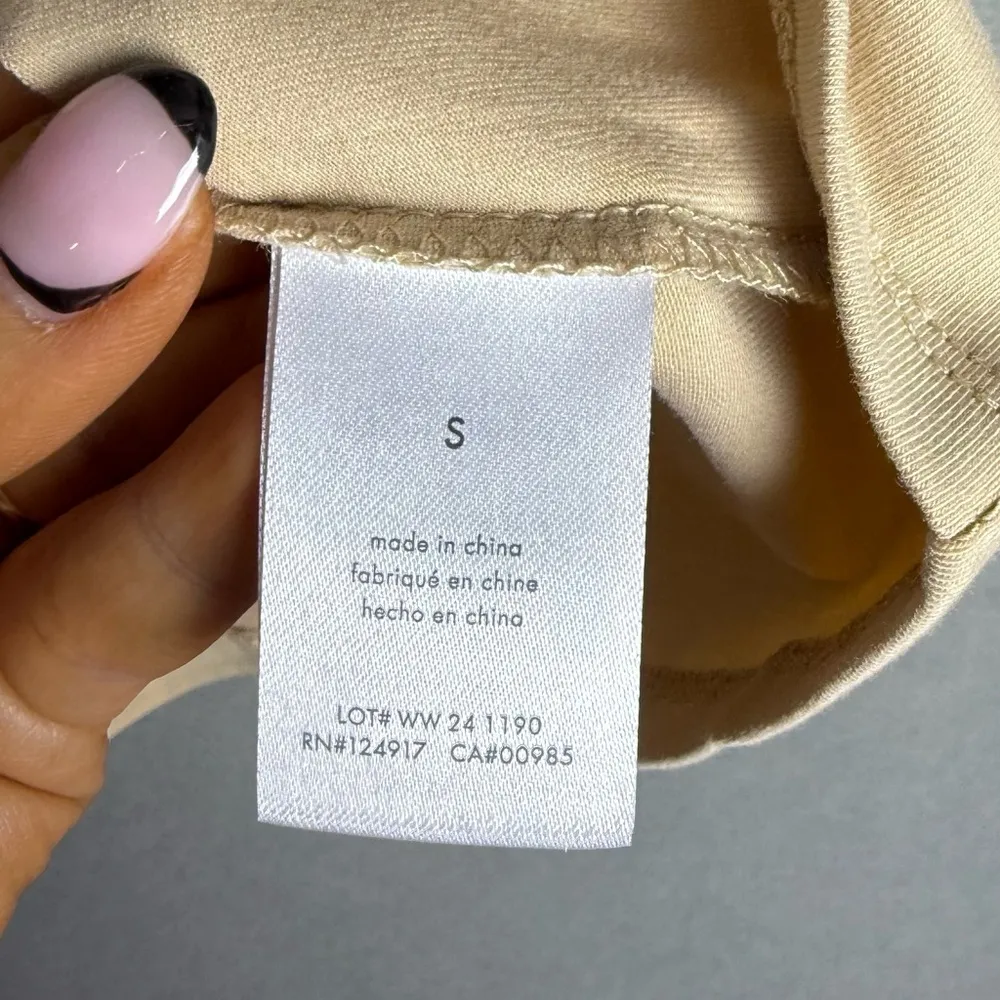 S
made in china
fabriqué en chine
hecho en china
LOT# WW 24 1190
RN#124917 CA#00985